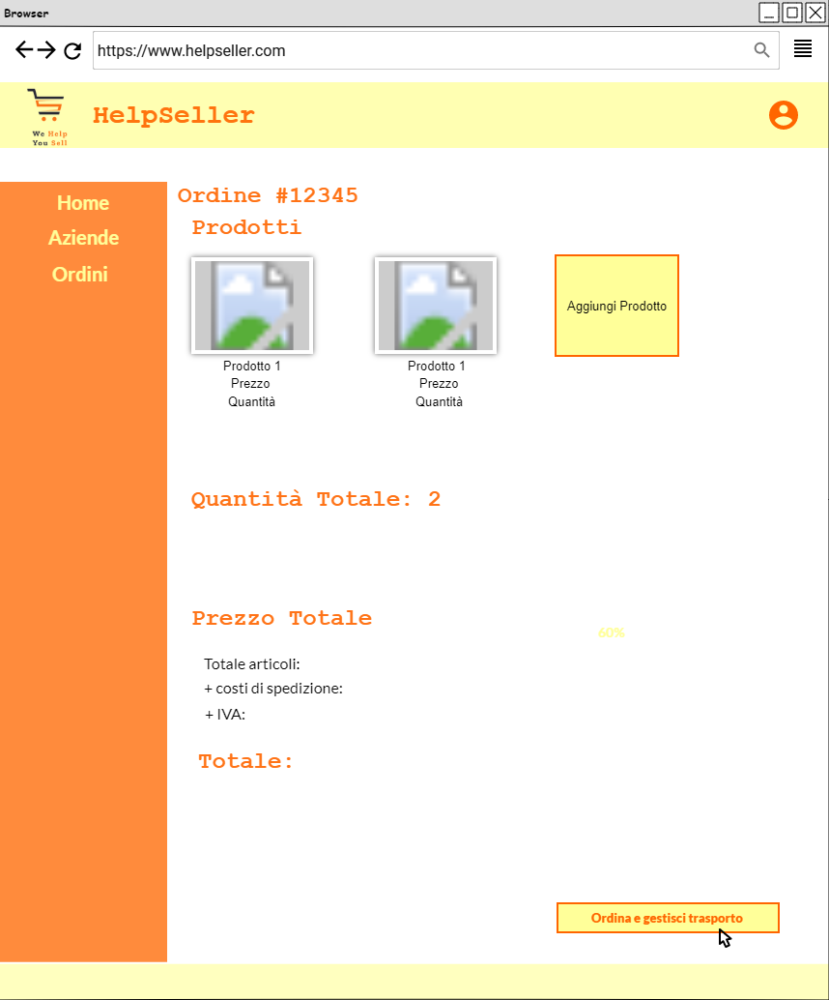 Browser
https://www.helpseller.com
We Help
You Sell
HelpSeller
Home
Aziende
Ordini
Ordine #12345
Prodotti
Aggiungi Prodotto
Prodotto 1
Prezzo
Quantità
Prodotto 1
Prezzo
Quantità
Quantità Totale: 2
Prezzo Totale
60%
Totale articoli:
+ costi di spedizione:
+ IVA:
Totale:
Ordina e gestisci trasporto